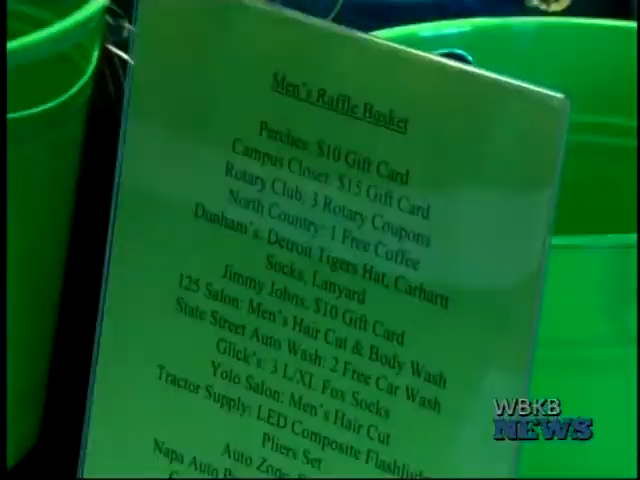 Men's Raffle Basket
Perches: $10 Gift Card
Campus Closet: $15 Gift Card
Rotary Club: 3 Rotary Coupons
North Country: 1 Free Coffee
Dunham's: Detroit Tigers Hat, Carhartt
Socks, Lanyard
Jimmy Johns: $10 Gift Card
125 Salon: Men's Hair Cut & Body Wash
State Street Auto Wash: 2 Free Car Wash
Glick's: 3 L/XL Fox Socks
Yolo Salon: Men's Hair Cut
Tractor Supply: LED Composite Flashlight
Pliers Set
Auto Zone:
Napa Auto
WBKB
NEWS